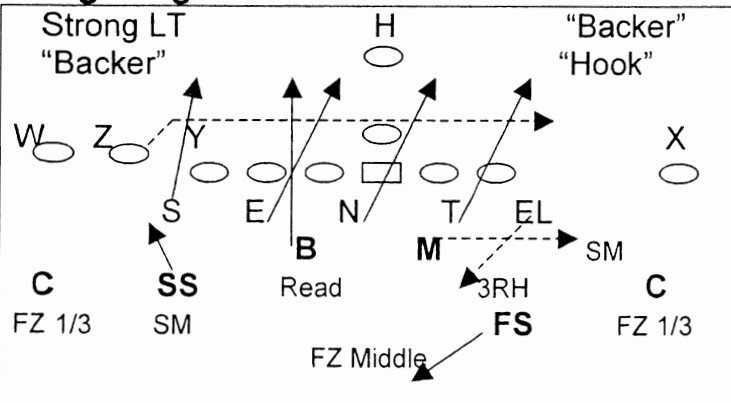 Strong LT
H
"Backer"
"Backer"
"Hook"
W
Z
Y
X
S
E
N
T
EL
B
M
SM
C
SS
Read
3RH
C
FZ 1/3
SM
FS
FZ 1/3
FZ Middle